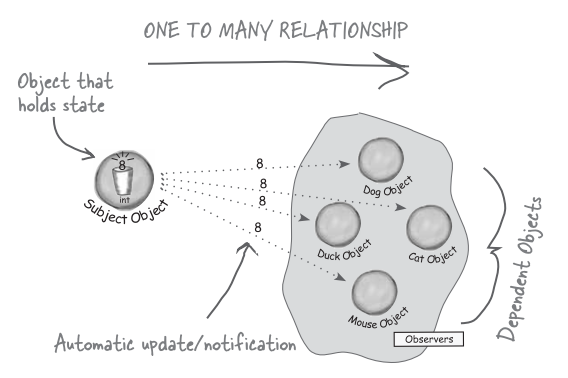 ONE TO MANY RELATIONSHIP
Object that
holds state
8
int
Subject Object
8
8
8
8
Dog Object
Duck Object
Cat Object
Mouse Object
Observers
Dependent Objects
Automatic update/notification